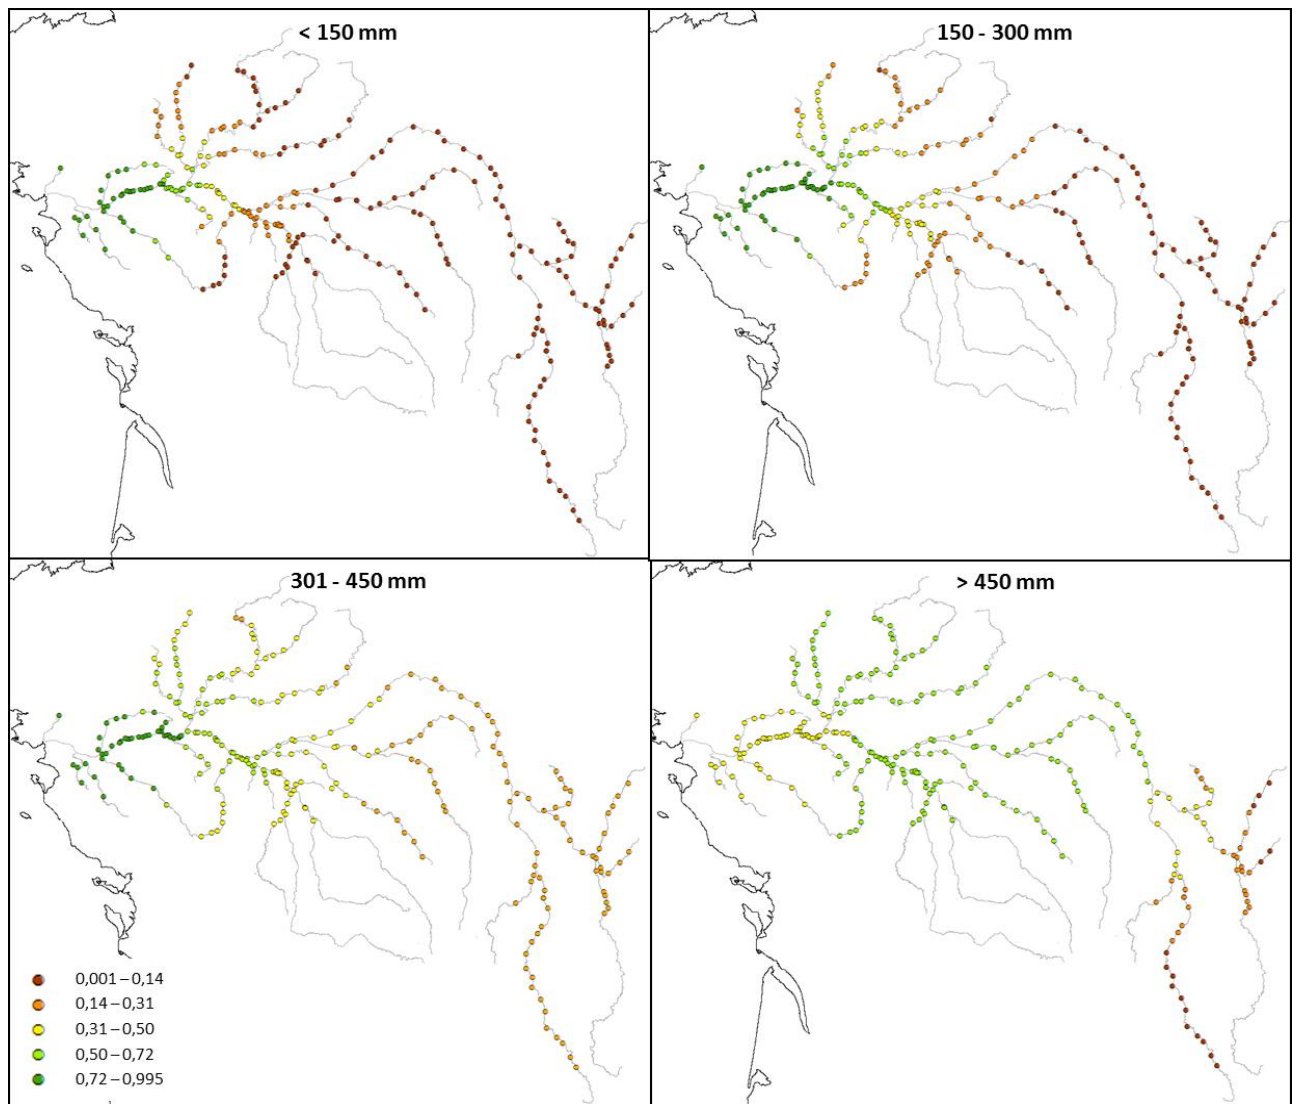 < 150 mm
150 - 300 mm
301 - 450 mm
> 450 mm
0,001 – 0,14
0,14 – 0,31
0,31 – 0,50
0,50 – 0,72
0,72 – 0,995